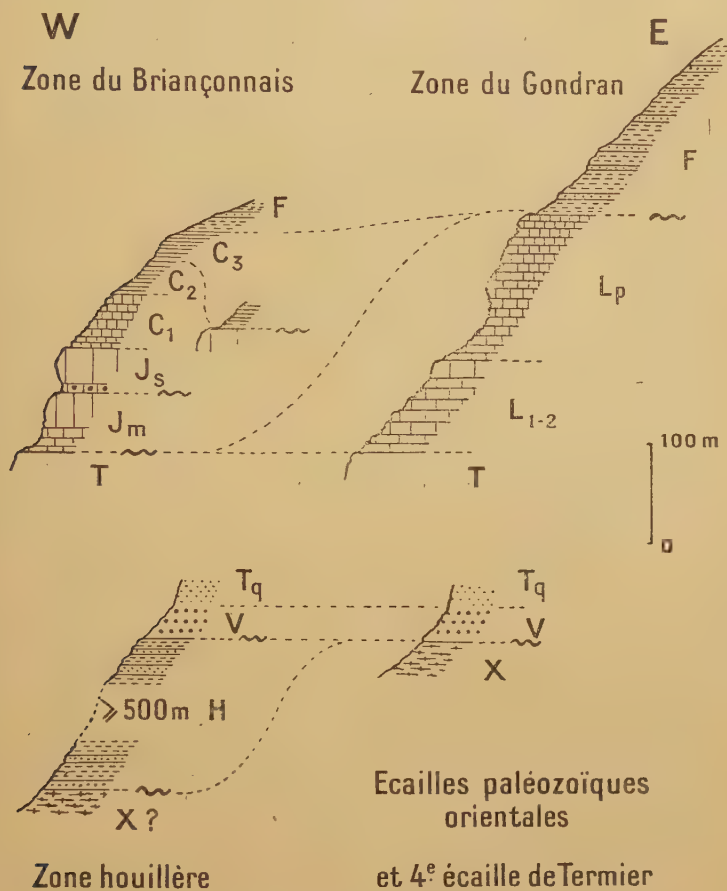 W
E
Zone du Briançonnais
Zone du Gondran
F
F
C3
C2
C1
Lp
Js
Jm
L1-2
T
T
100 m
0
Tq
Tq
V
V
X
⩾ 500m H
X ?
Ecailles paléozoïques
orientales
Zone houillère
et 4e écaille de Termier